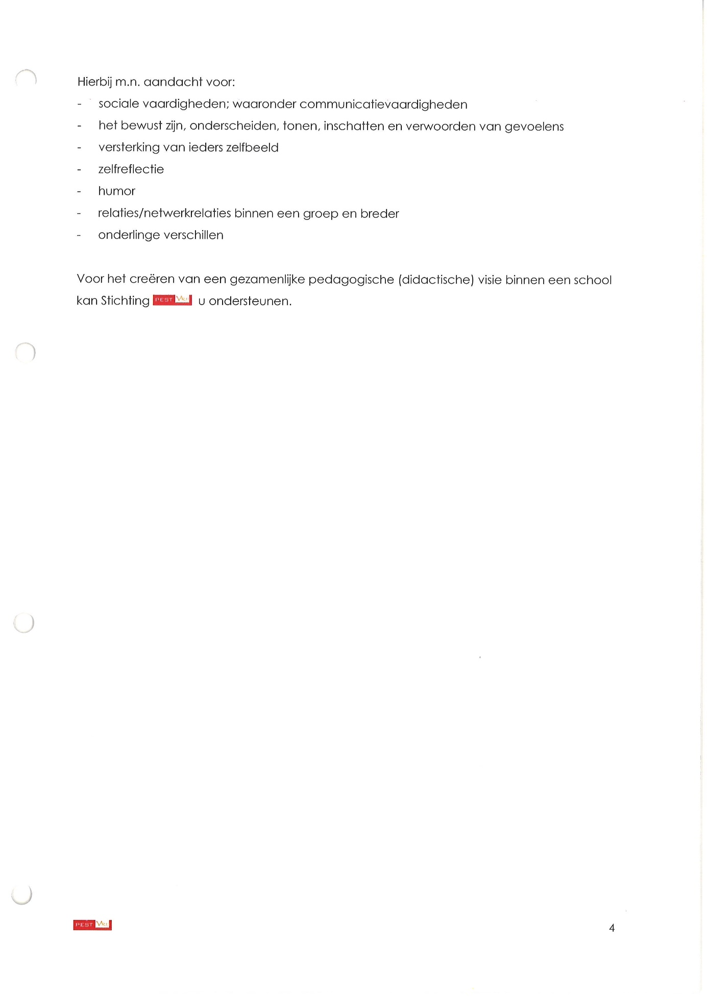 Hierbij m.n. aandacht voor:
- sociale vaardigheden; waaronder communicatievaardigheden
- het bewust zijn, onderscheiden, tonen, inschatten en verwoorden van gevoelens
- versterking van ieders zelfbeeld
- zelfreflectie
- humor
- relaties/netwerkrelaties binnen een groep en breder
- onderlinge verschillen
Voor het creëren van een gezamenlijke pedagogische (didactische) visie binnen een school
kan Stichting PEST VRIJ u ondersteunen.
PEST VRIJ
4